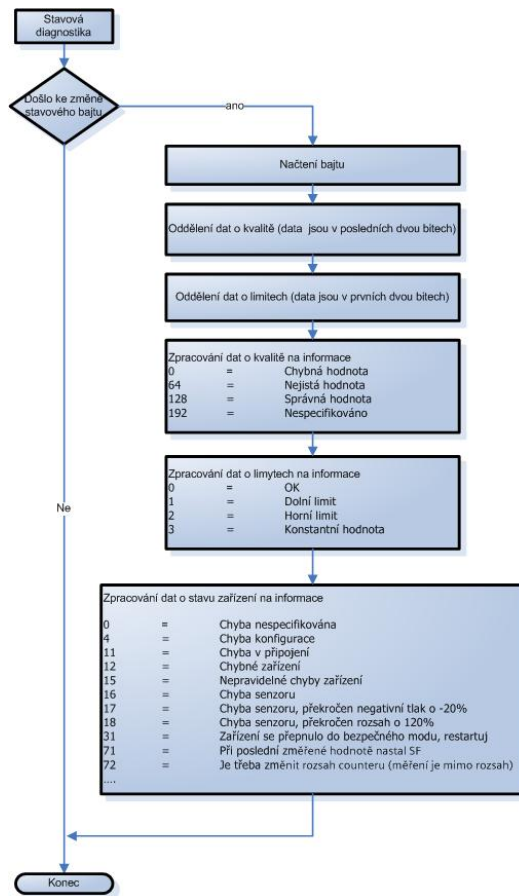 Stavová
diagnostika
Došlo ke změne
stavového bajtu
ano
Načtení bajtu
Oddělení dat o kvalitě (data jsou v posledních dvou bitech)
Oddělení dat o limitech (data jsou v prvních dvou bitech)
Zpracování dat o kvalitě na informace
0 = Chybná hodnota
64 = Nejistá hodnota
128 = Správná hodnota
192 = Nespecifikováno
Zpracování dat o limytech na informace
0 = OK
1 = Dolní limit
2 = Horní limit
3 = Konstantní hodnota
Ne
Zpracování dat o stavu zařízení na informace
0 = Chyba nespecifikována
4 = Chyba konfigurace
11 = Chyba v připojení
12 = Chybné zařízení
15 = Nepravidelné chyby zařízení
16 = Chyba senzoru
17 = Chyba senzoru, překročen negativní tlak o -20%
18 = Chyba senzoru, překročen rozsah o 120%
31 = Zařízení se přepnulo do bezpečného modu, restartuj
71 = Při poslední změřené hodnotě nastal SF
72 = Je třeba změnit rozsah counteru (měření je mimo rozsah)
....
Konec